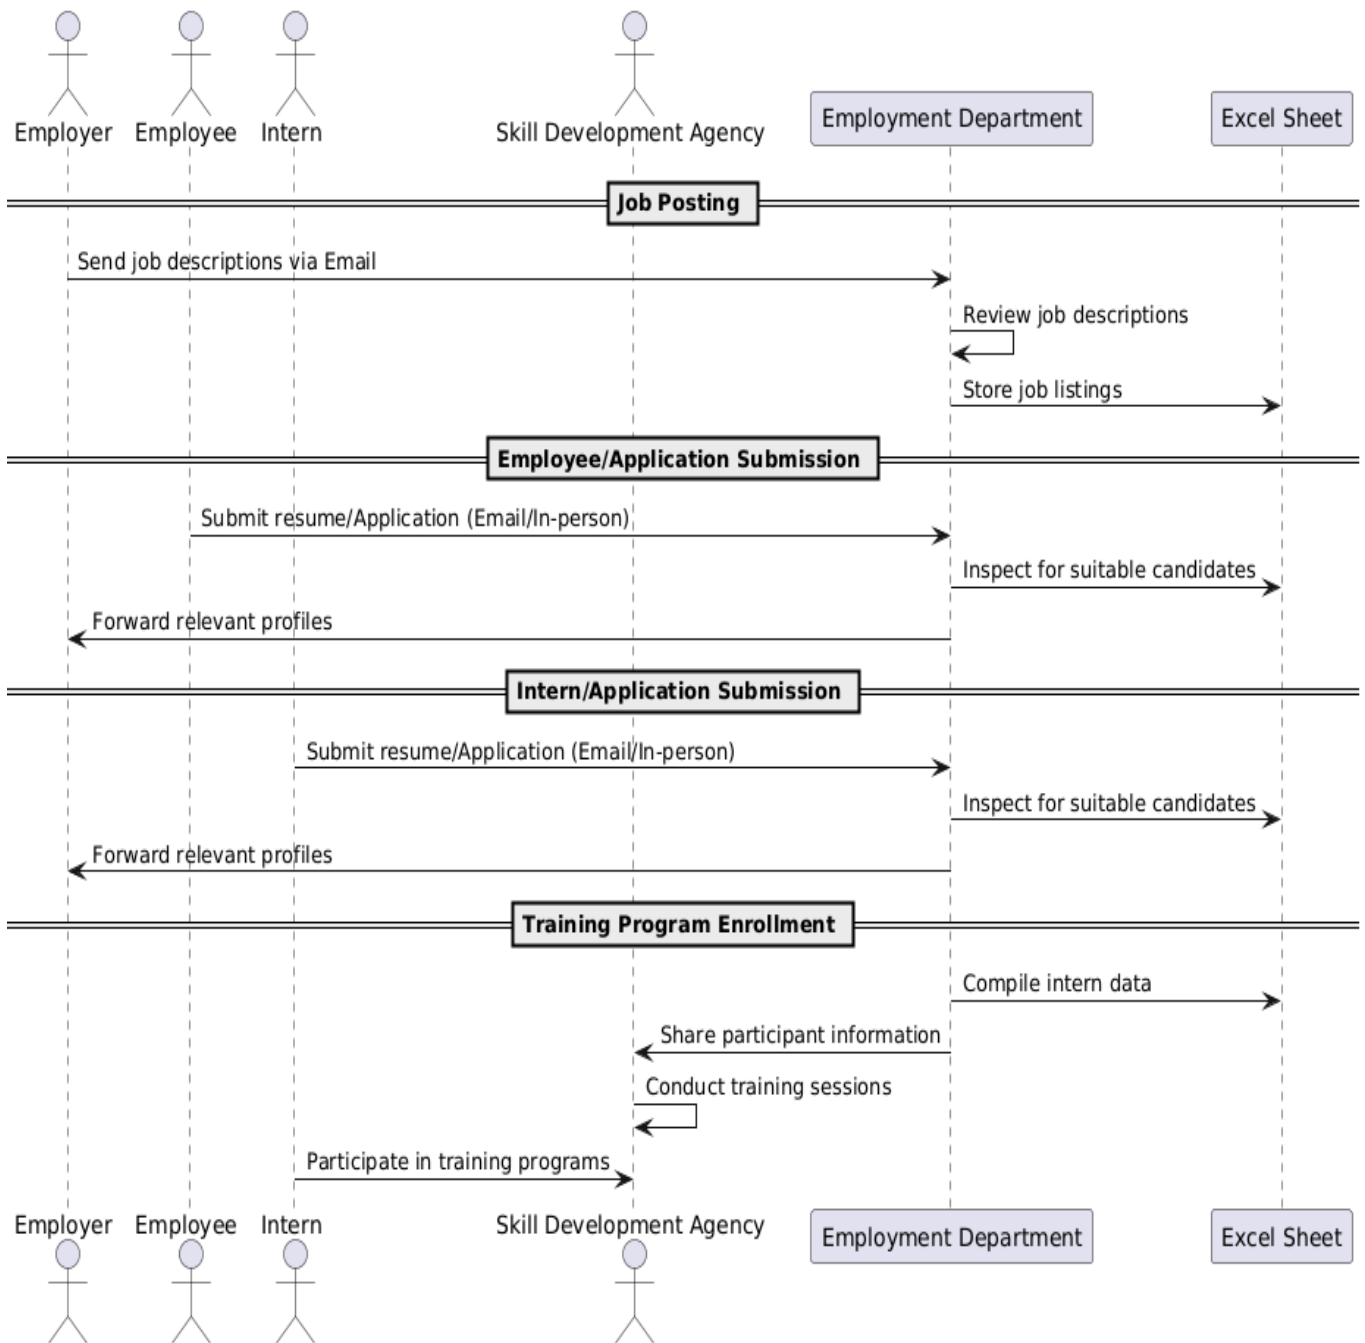 Employer Employee Intern Skill Development Agency Employment Department Excel Sheet
Job Posting
Send job descriptions via Email
Review job descriptions
Store job listings
Employee/Application Submission
Submit resume/Application (Email/In-person)
Inspect for suitable candidates
Forward relevant profiles
Intern/Application Submission
Submit resume/Application (Email/In-person)
Inspect for suitable candidates
Forward relevant profiles
Training Program Enrollment
Compile intern data
Share participant information
Conduct training sessions
Participate in training programs
Employer Employee Intern Skill Development Agency Employment Department Excel Sheet